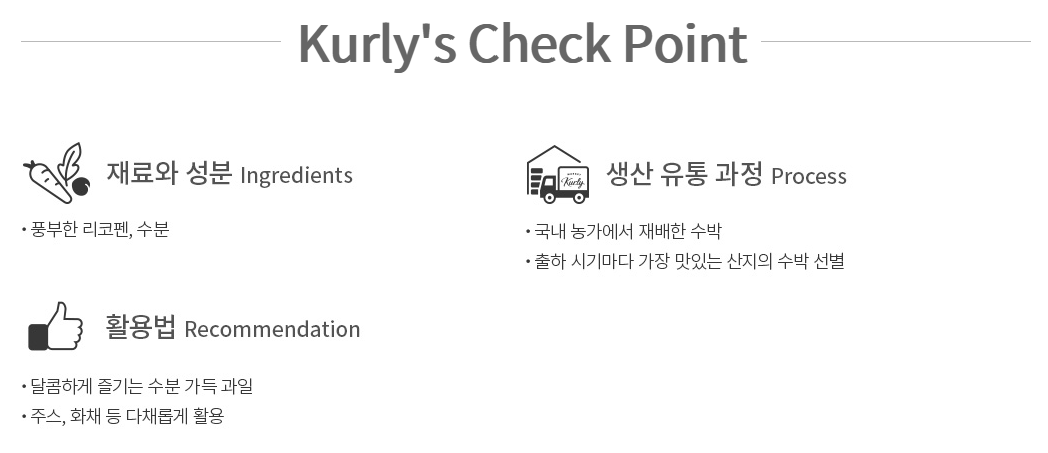 Kurly's Check Point
재료와 성분 Ingredients
• 풍부한 리코펜, 수분
생산 유통 과정 Process
Kurly
• 국내 농가에서 재배한 수박
• 출하 시기마다 가장 맛있는 산지의 수박 선별
활용법 Recommendation
• 달콤하게 즐기는 수분 가득 과일
• 주스, 화채 등 다채롭게 활용